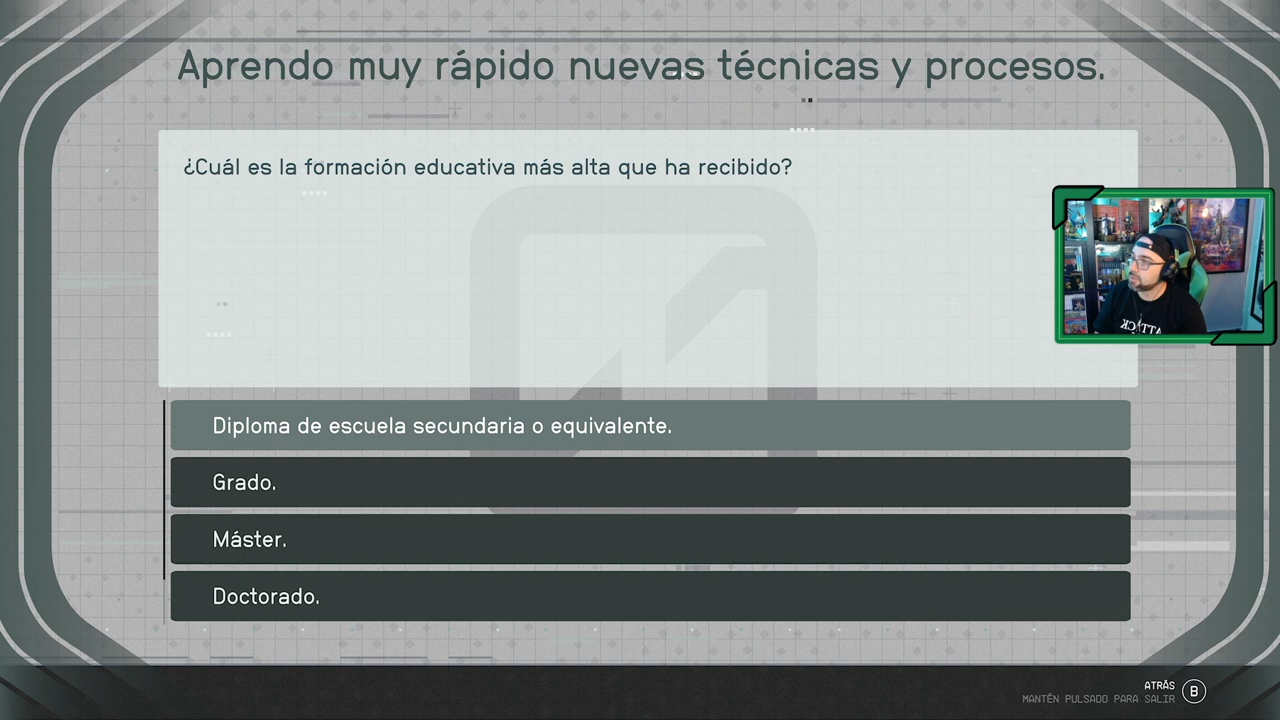 Aprendo muy rápido nuevas técnicas y procesos.
¿Cuál es la formación educativa más alta que ha recibido?
Diploma de escuela secundaria o equivalente.
Grado.
Máster.
Doctorado.
ATRÁS
B
MANTÉN PULSADO PARA SALIR